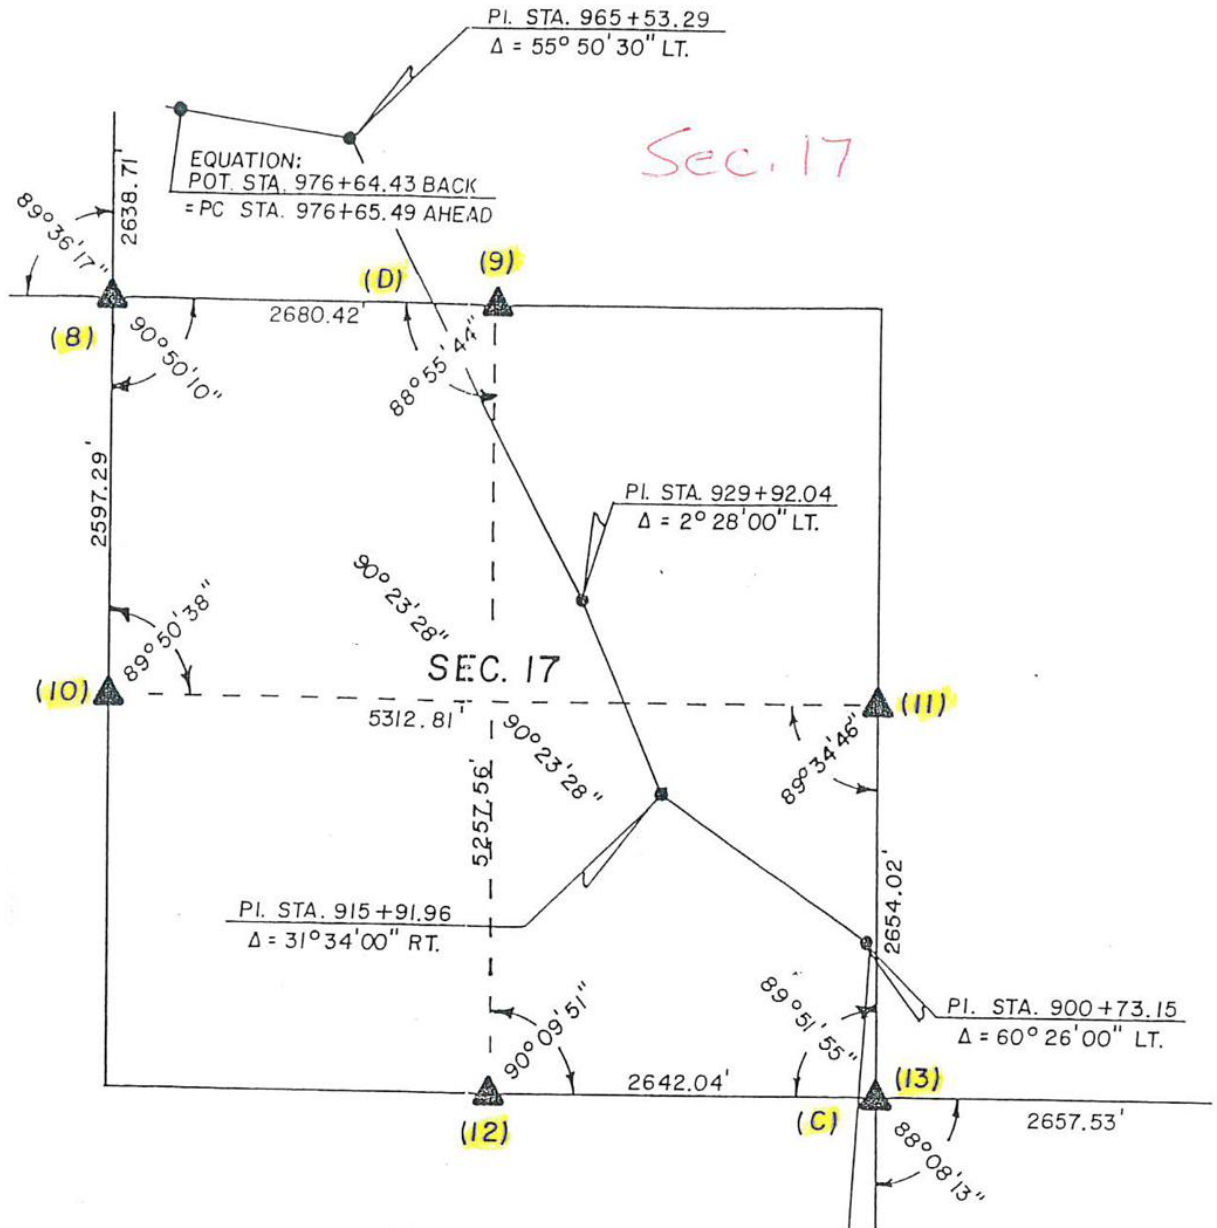 PI. STA. 965+53.29
Δ = 55° 50' 30" LT.
Sec. 17
EQUATION:
POT. STA. 976+64.43 BACK
= PC STA. 976+65.49 AHEAD
2638.71
89° 36' 17"
(D)
(9)
2680.42'
(8)
90° 50' 10"
88° 55' 44"
2597.29'
PI. STA. 929+92.04
Δ = 2° 28' 00" LT.
90° 23' 28"
89° 50' 38"
SEC. 17
(10)
5312.81'
(11)
90° 23' 28"
89° 34' 46"
5257.56'
PI. STA. 915+91.96
Δ = 31° 34' 00" RT.
2654.02'
89° 51' 55"
90° 09' 51"
PI. STA. 900+73.15
Δ = 60° 26' 00" LT.
2642.04'
(13)
(12)
(C)
2657.53'
88° 08' 13"